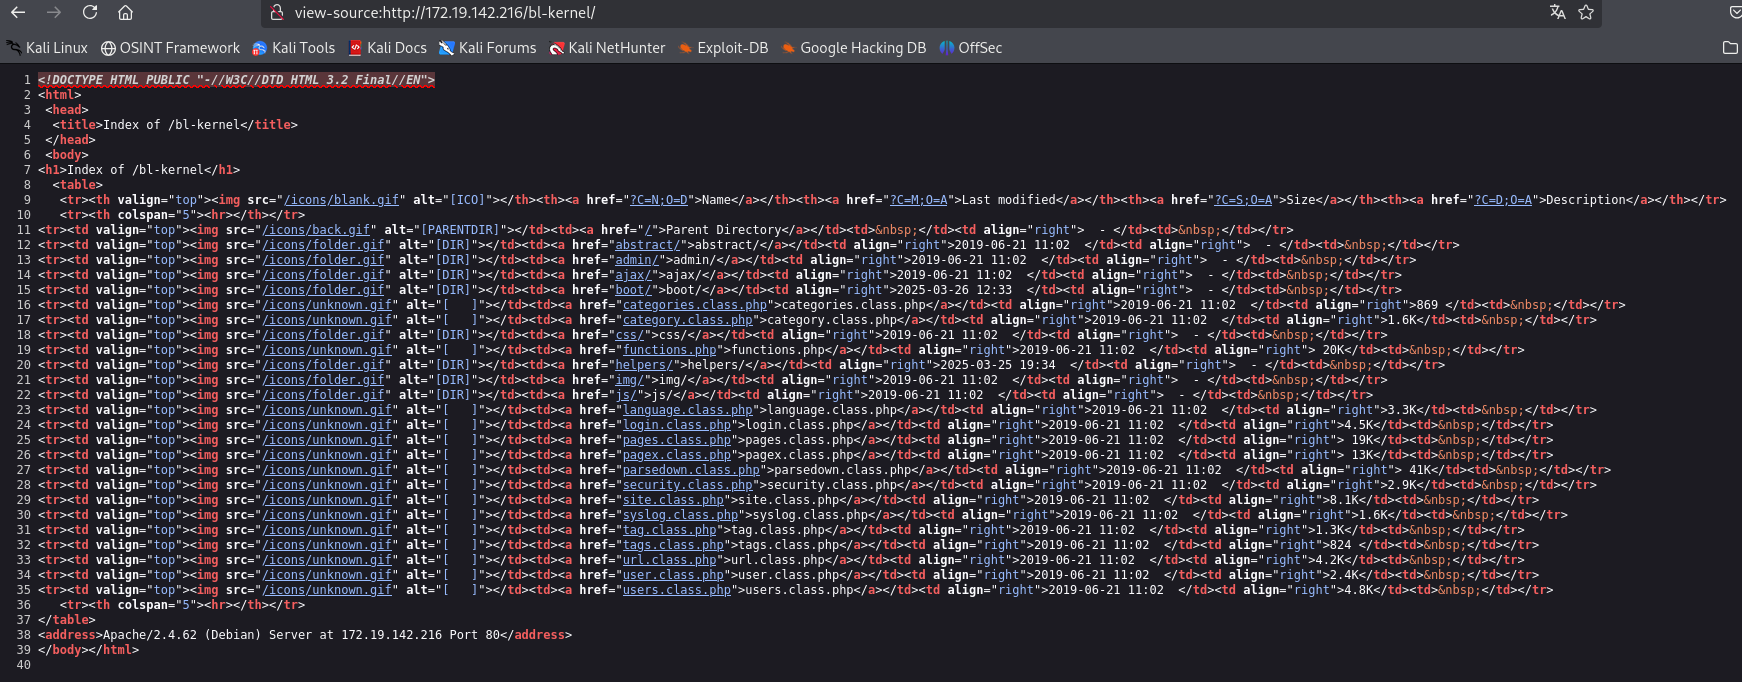 view-source:http://172.19.142.216/bl-kernel/
Kali Linux OSINT Framework Kali Tools Kali Docs Kali Forums Kali NetHunter Exploit-DB Google Hacking DB OffSec
1 <!DOCTYPE HTML PUBLIC "-//W3C//DTD HTML 3.2 Final//EN">
2 <html>
3 <head>
4 <title>Index of /bl-kernel</title>
5 </head>
6 <body>
7 <h1>Index of /bl-kernel</h1>
8 <table>
9 <tr><th valign="top"><img src="/icons/blank.gif" alt="[ICO]"></th><th><a href="?C=N;O=D">Name</a></th><th><a href="?C=M;O=A">Last modified</a></th><th><a href="?C=S;O=A">Size</a></th><th><a href="?C=D;O=A">Description</a></th></tr>
10 <tr><th colspan="5"><hr></th></tr>
11 <tr><td valign="top"><img src="/icons/back.gif" alt="[PARENTDIR]"></td><td><a href="/">Parent Directory</a></td><td>&nbsp;</td><td align="right">  - </td><td>&nbsp;</td></tr>
12 <tr><td valign="top"><img src="/icons/folder.gif" alt="[DIR]"></td><td><a href="abstract/">abstract/</a></td><td align="right">2019-06-21 11:02  </td><td align="right">  - </td><td>&nbsp;</td></tr>
13 <tr><td valign="top"><img src="/icons/folder.gif" alt="[DIR]"></td><td><a href="admin/">admin/</a></td><td align="right">2019-06-21 11:02  </td><td align="right">  - </td><td>&nbsp;</td></tr>
14 <tr><td valign="top"><img src="/icons/folder.gif" alt="[DIR]"></td><td><a href="ajax/">ajax/</a></td><td align="right">2019-06-21 11:02  </td><td align="right">  - </td><td>&nbsp;</td></tr>
15 <tr><td valign="top"><img src="/icons/folder.gif" alt="[DIR]"></td><td><a href="boot/">boot/</a></td><td align="right">2025-03-26 12:33  </td><td align="right">  - </td><td>&nbsp;</td></tr>
16 <tr><td valign="top"><img src="/icons/unknown.gif" alt="[   ]"></td><td><a href="categories.class.php">categories.class.php</a></td><td align="right">2019-06-21 11:02  </td><td align="right">869 </td><td>&nbsp;</td></tr>
17 <tr><td valign="top"><img src="/icons/unknown.gif" alt="[   ]"></td><td><a href="category.class.php">category.class.php</a></td><td align="right">2019-06-21 11:02  </td><td align="right">1.6K</td><td>&nbsp;</td></tr>
18 <tr><td valign="top"><img src="/icons/folder.gif" alt="[DIR]"></td><td><a href="css/">css/</a></td><td align="right">2019-06-21 11:02  </td><td align="right">  - </td><td>&nbsp;</td></tr>
19 <tr><td valign="top"><img src="/icons/unknown.gif" alt="[   ]"></td><td><a href="functions.php">functions.php</a></td><td align="right">2019-06-21 11:02  </td><td align="right"> 20K</td><td>&nbsp;</td></tr>
20 <tr><td valign="top"><img src="/icons/folder.gif" alt="[DIR]"></td><td><a href="helpers/">helpers/</a></td><td align="right">2025-03-25 19:34  </td><td align="right">  - </td><td>&nbsp;</td></tr>
21 <tr><td valign="top"><img src="/icons/folder.gif" alt="[DIR]"></td><td><a href="img/">img/</a></td><td align="right">2019-06-21 11:02  </td><td align="right">  - </td><td>&nbsp;</td></tr>
22 <tr><td valign="top"><img src="/icons/folder.gif" alt="[DIR]"></td><td><a href="js/">js/</a></td><td align="right">2019-06-21 11:02  </td><td align="right">  - </td><td>&nbsp;</td></tr>
23 <tr><td valign="top"><img src="/icons/unknown.gif" alt="[   ]"></td><td><a href="language.class.php">language.class.php</a></td><td align="right">2019-06-21 11:02  </td><td align="right">3.3K</td><td>&nbsp;</td></tr>
24 <tr><td valign="top"><img src="/icons/unknown.gif" alt="[   ]"></td><td><a href="login.class.php">login.class.php</a></td><td align="right">2019-06-21 11:02  </td><td align="right">4.5K</td><td>&nbsp;</td></tr>
25 <tr><td valign="top"><img src="/icons/unknown.gif" alt="[   ]"></td><td><a href="pages.class.php">pages.class.php</a></td><td align="right">2019-06-21 11:02  </td><td align="right"> 19K</td><td>&nbsp;</td></tr>
26 <tr><td valign="top"><img src="/icons/unknown.gif" alt="[   ]"></td><td><a href="pagex.class.php">pagex.class.php</a></td><td align="right">2019-06-21 11:02  </td><td align="right"> 13K</td><td>&nbsp;</td></tr>
27 <tr><td valign="top"><img src="/icons/unknown.gif" alt="[   ]"></td><td><a href="parsedown.class.php">parsedown.class.php</a></td><td align="right">2019-06-21 11:02  </td><td align="right"> 41K</td><td>&nbsp;</td></tr>
28 <tr><td valign="top"><img src="/icons/unknown.gif" alt="[   ]"></td><td><a href="security.class.php">security.class.php</a></td><td align="right">2019-06-21 11:02  </td><td align="right">2.9K</td><td>&nbsp;</td></tr>
29 <tr><td valign="top"><img src="/icons/unknown.gif" alt="[   ]"></td><td><a href="site.class.php">site.class.php</a></td><td align="right">2019-06-21 11:02  </td><td align="right">8.1K</td><td>&nbsp;</td></tr>
30 <tr><td valign="top"><img src="/icons/unknown.gif" alt="[   ]"></td><td><a href="syslog.class.php">syslog.class.php</a></td><td align="right">2019-06-21 11:02  </td><td align="right">1.6K</td><td>&nbsp;</td></tr>
31 <tr><td valign="top"><img src="/icons/unknown.gif" alt="[   ]"></td><td><a href="tag.class.php">tag.class.php</a></td><td align="right">2019-06-21 11:02  </td><td align="right">1.3K</td><td>&nbsp;</td></tr>
32 <tr><td valign="top"><img src="/icons/unknown.gif" alt="[   ]"></td><td><a href="tags.class.php">tags.class.php</a></td><td align="right">2019-06-21 11:02  </td><td align="right">824 </td><td>&nbsp;</td></tr>
33 <tr><td valign="top"><img src="/icons/unknown.gif" alt="[   ]"></td><td><a href="url.class.php">url.class.php</a></td><td align="right">2019-06-21 11:02  </td><td align="right">4.2K</td><td>&nbsp;</td></tr>
34 <tr><td valign="top"><img src="/icons/unknown.gif" alt="[   ]"></td><td><a href="user.class.php">user.class.php</a></td><td align="right">2019-06-21 11:02  </td><td align="right">2.4K</td><td>&nbsp;</td></tr>
35 <tr><td valign="top"><img src="/icons/unknown.gif" alt="[   ]"></td><td><a href="users.class.php">users.class.php</a></td><td align="right">2019-06-21 11:02  </td><td align="right">4.8K</td><td>&nbsp;</td></tr>
36 <tr><th colspan="5"><hr></th></tr>
37 </table>
38 <address>Apache/2.4.62 (Debian) Server at 172.19.142.216 Port 80</address>
39 </body></html>
40